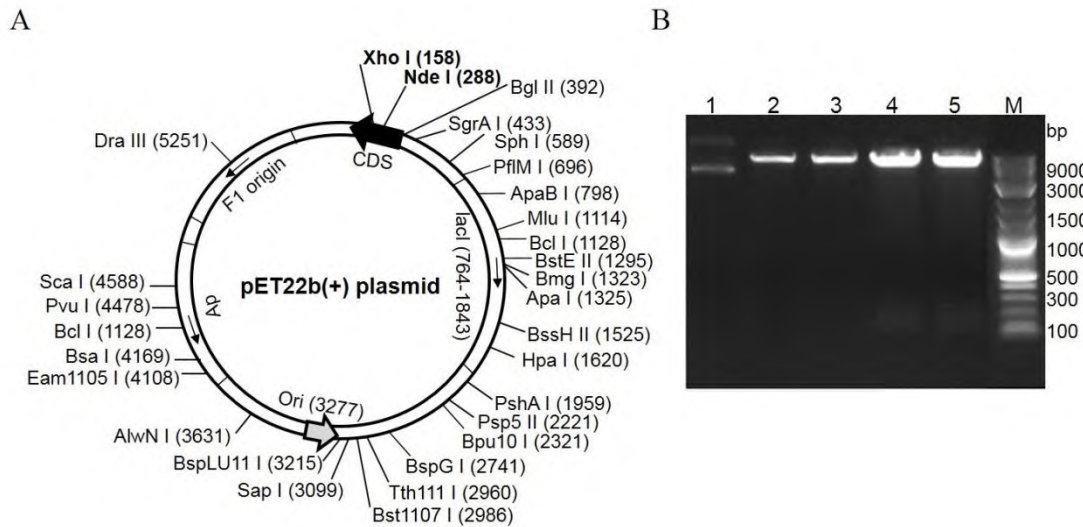 A
Xho I (158)
Nde I (288)
Bgl II (392)
SgrA I (433)
Sph I (589)
PflM I (696)
ApaB I (798)
Mlu I (1114)
Bcl I (1128)
BstE II (1295)
Bmg I (1323)
Apa I (1325)
BssH II (1525)
Hpa I (1620)
PshA I (1959)
Psp5 II (2221)
Bpu10 I (2321)
BspG I (2741)
Tth111 I (2960)
Bst1107 I (2986)
Sap I (3099)
BspLU11 I (3215)
AlwN I (3631)
Eam1105 I (4108)
Bsa I (4169)
Bcl I (1128)
Pvu I (4478)
Sca I (4588)
Dra III (5251)
CDS
F1 origin
lacI (764-1843)
pET22b(+) plasmid
Ap
Ori (3277)
B
1 2 3 4 5 M
bp
9000
3000
1500
1000
500
300
100